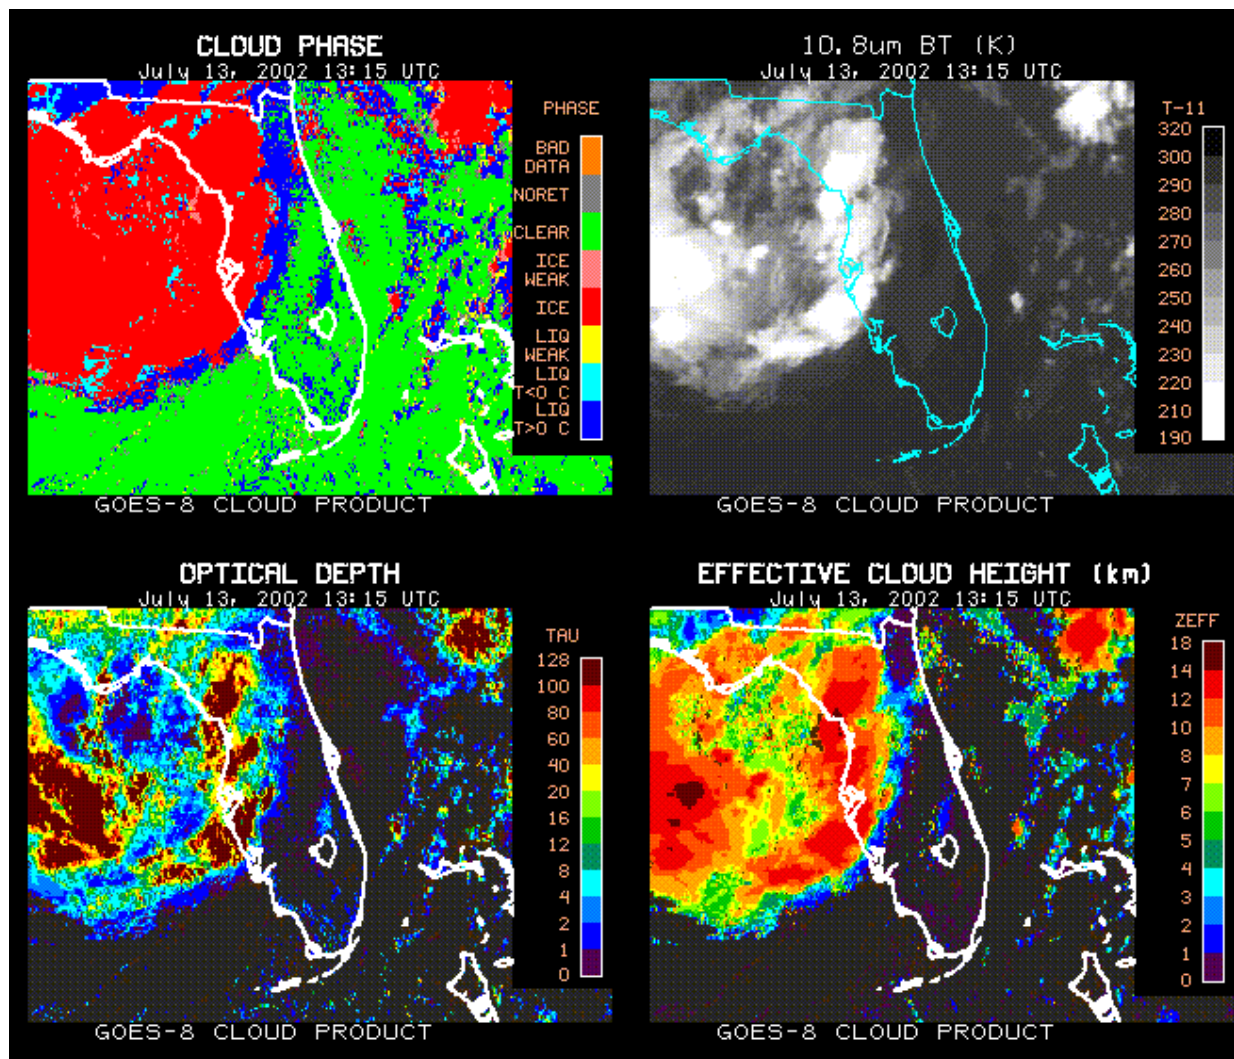 CLOUD PHASE
July 13, 2002 13:15 UTC
PHASE
BAD
DATA
NORET
CLEAR
ICE
WEAK
ICE
LIQ
WEAK
LIQ
T<0 C
LIQ
T>0 C
GOES-8 CLOUD PRODUCT
10.8um BT (K)
July 13, 2002 13:15 UTC
T-11
320
300
290
280
270
260
250
240
230
220
210
190
GOES-8 CLOUD PRODUCT
OPTICAL DEPTH
July 13, 2002 13:15 UTC
TAU
128
100
80
60
40
20
16
12
8
4
2
1
0
GOES-8 CLOUD PRODUCT
EFFECTIVE CLOUD HEIGHT (km)
July 13, 2002 13:15 UTC
ZEFF
18
14
12
10
8
7
6
5
4
3
2
1
0
GOES-8 CLOUD PRODUCT